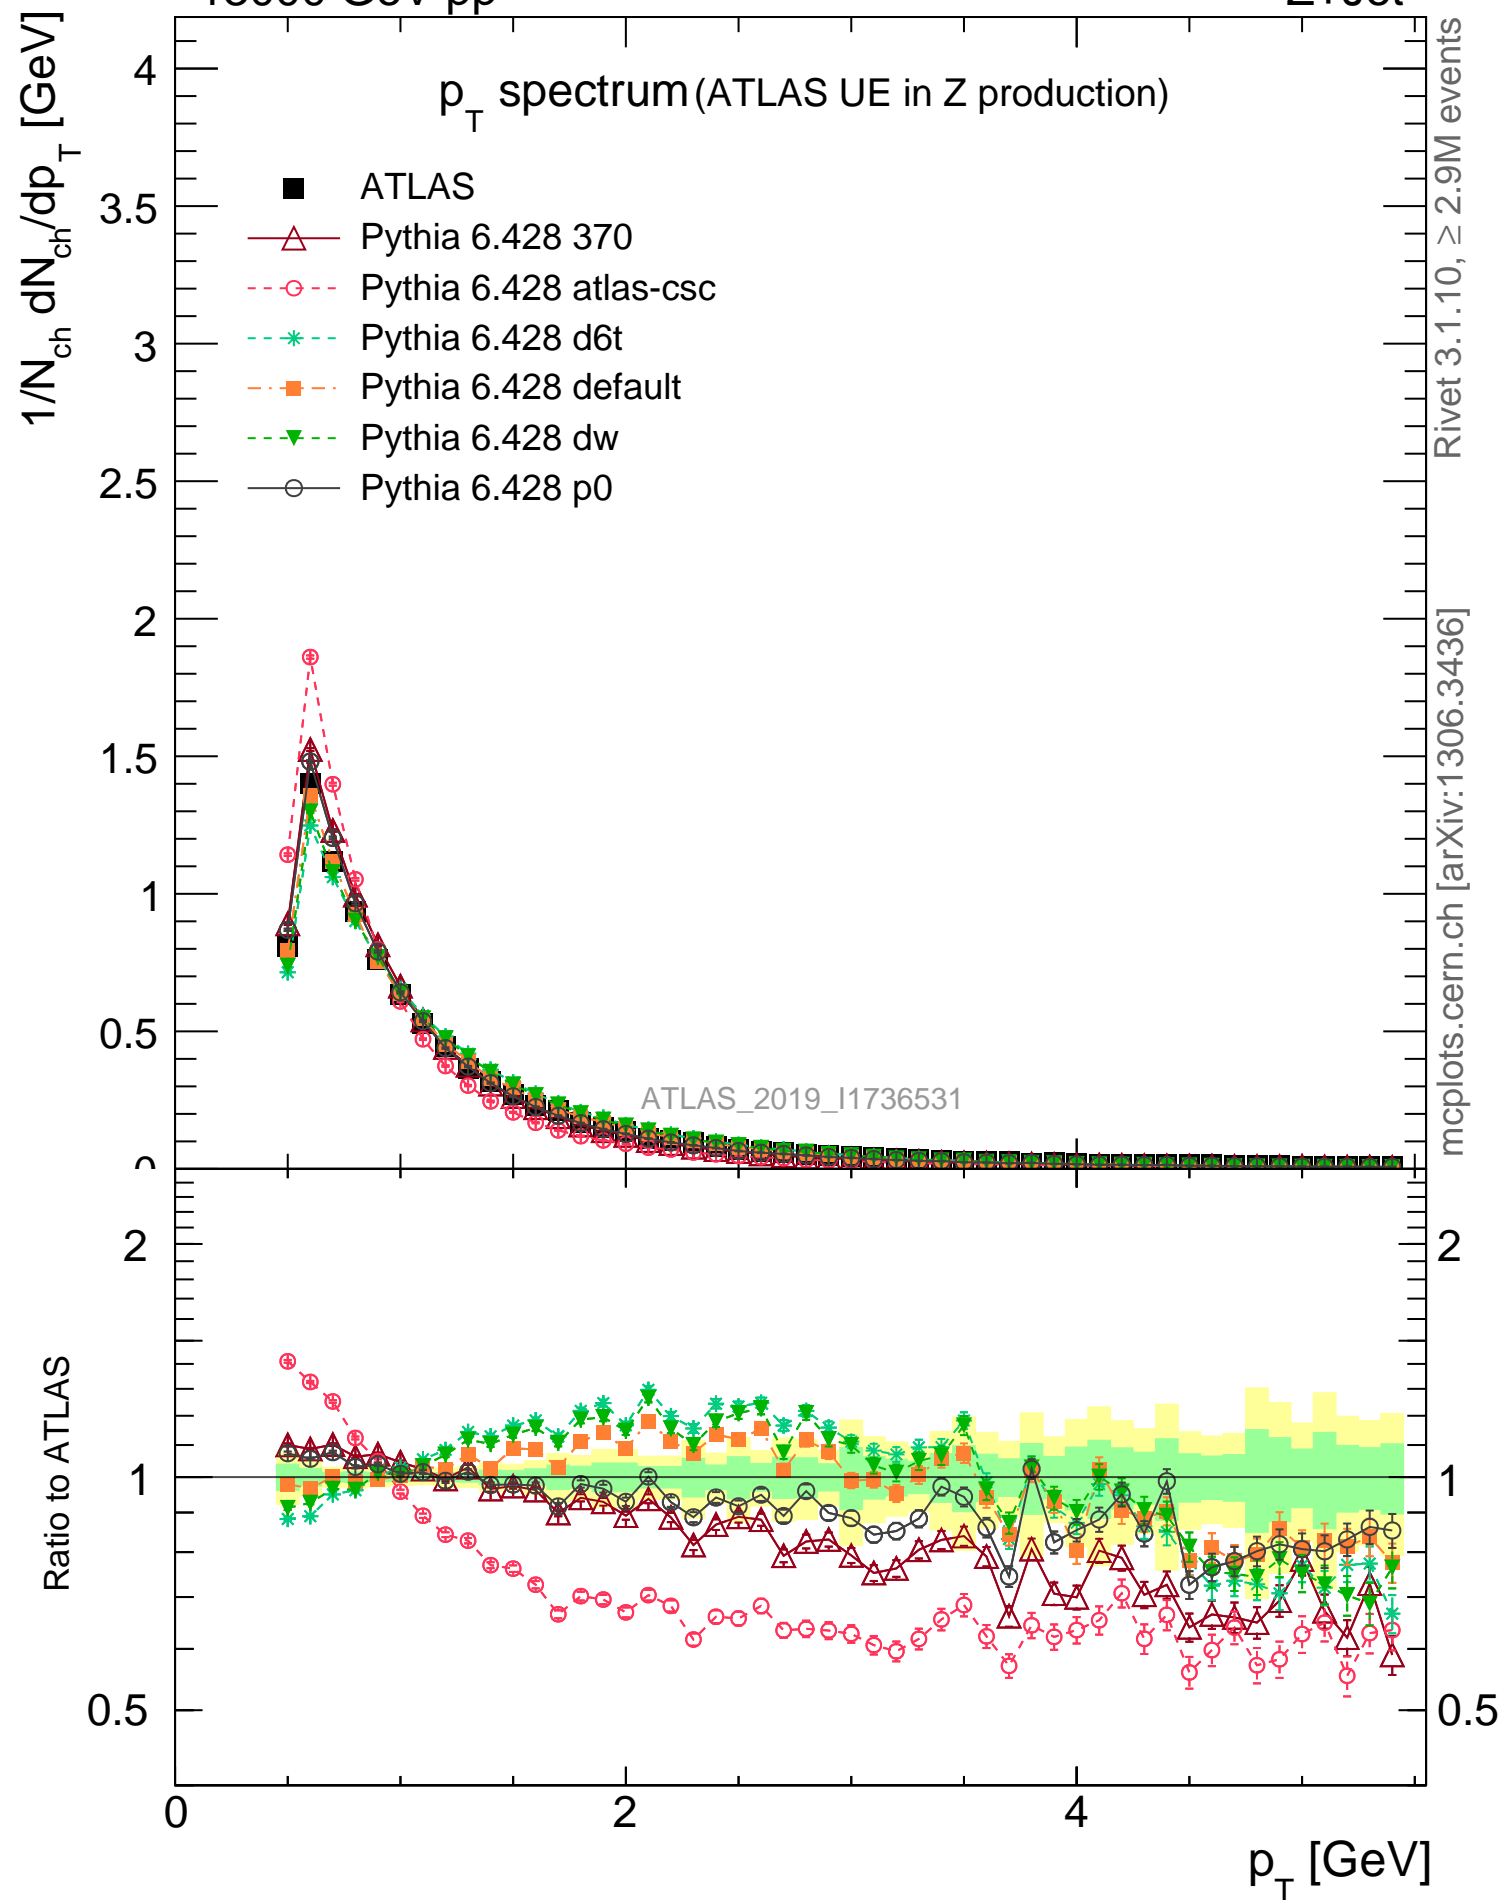 p_T spectrum (ATLAS UE in Z production)
ATLAS
Pythia 6.428 370
Pythia 6.428 atlas-csc
Pythia 6.428 d6t
Pythia 6.428 default
Pythia 6.428 dw
Pythia 6.428 p0
1/N_ch dN_ch/dp_T [GeV]
4
3.5
3
2.5
2
1.5
1
0.5
0
ATLAS_2019_I1736531
Rivet 3.1.10, ≥ 2.9M events
mcplots.cern.ch [arXiv:1306.3436]
Ratio to ATLAS
2
1
0.5
2
1
0.5
0
2
4
p_T [GeV]